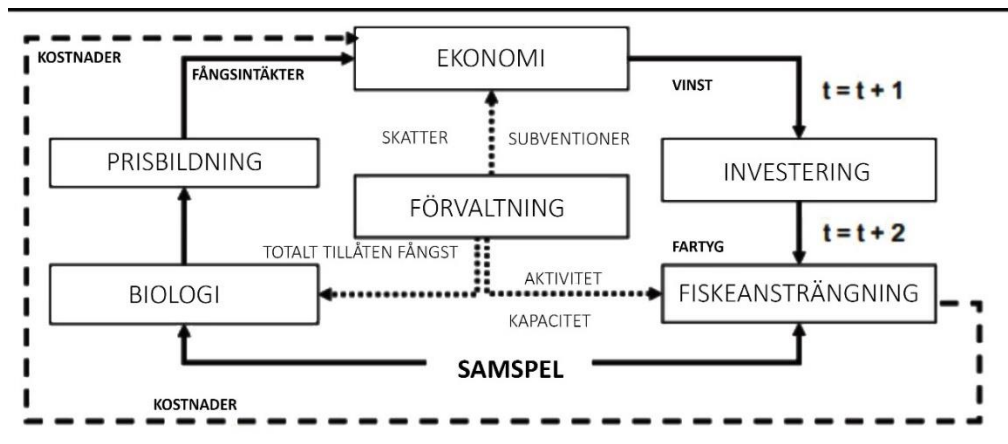 KOSTNADER
EKONOMI
FÅNGSINTÄKTER
VINST
t = t + 1
SKATTER
SUBVENTIONER
PRISBILDNING
INVESTERING
FÖRVALTNING
t = t + 2
TOTALT TILLÅTEN FÅNGST
FARTYG
BIOLOGI
AKTIVITET
FISKEANSTRÄNGNING
KAPACITET
SAMSPEL
KOSTNADER